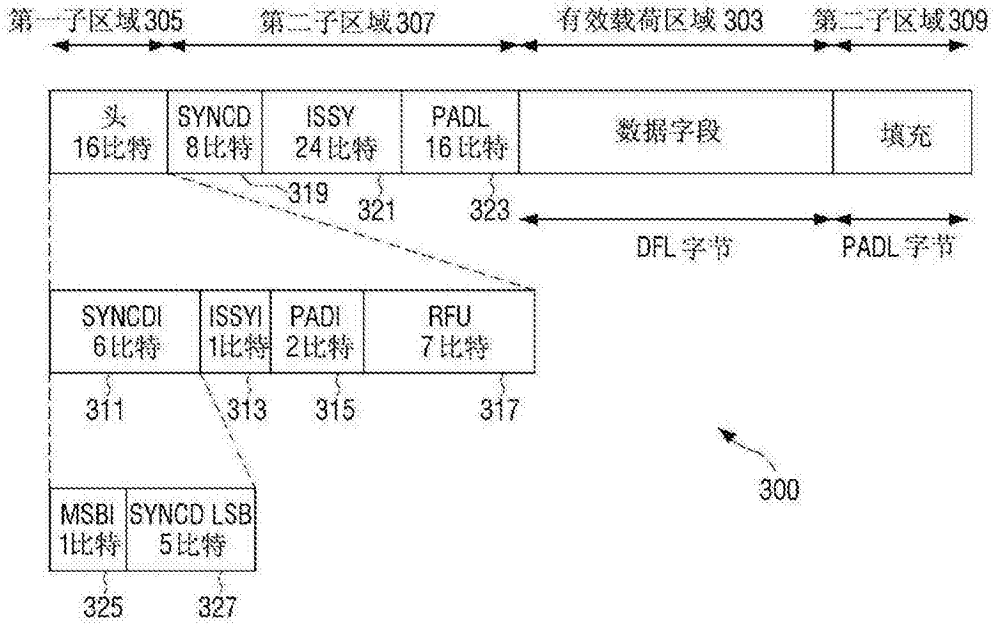 第一子区域305 第二子区域307 有效载荷区域303 第二子区域309
头 SYNCD ISSY PADL 数据字段 填充
16比特 8比特 24比特 16比特
319 321 323
DFL 字节 PADL 字节
SYNCDI ISSYI PADI RFU
6比特 1比特 2比特 7比特
311 313 315 317
300
MSBI SYNCD LSB
1比特 5比特
325 327